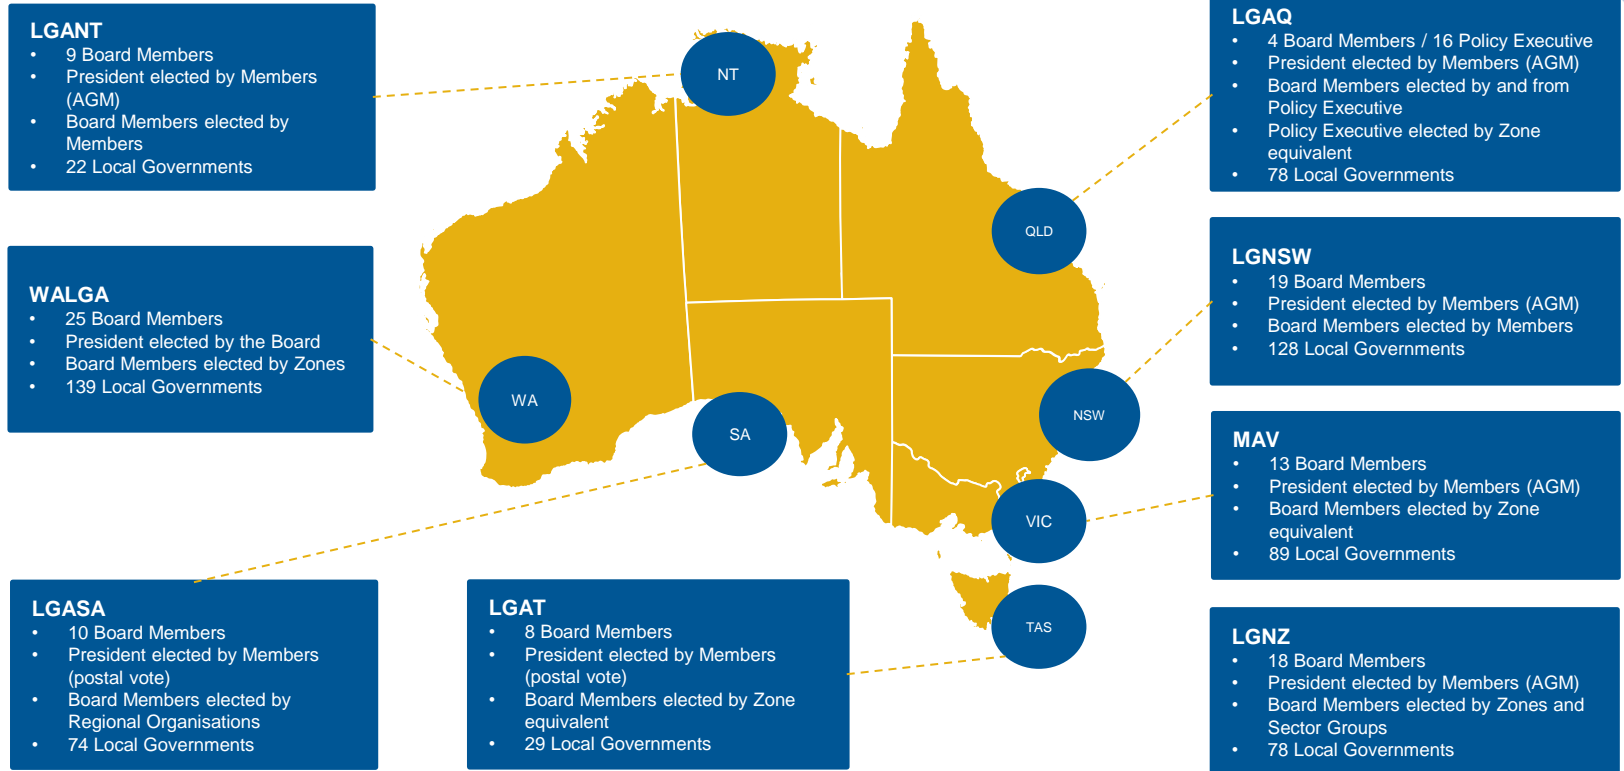 LGANT
• 9 Board Members
• President elected by Members
(AGM)
• Board Members elected by
Members
• 22 Local Governments
WALGA
• 25 Board Members
• President elected by the Board
• Board Members elected by Zones
• 139 Local Governments
LGASA
• 10 Board Members
• President elected by Members
(postal vote)
• Board Members elected by
Regional Organisations
• 74 Local Governments
LGAT
• 8 Board Members
• President elected by Members
(postal vote)
• Board Members elected by Zone
equivalent
• 29 Local Governments
NT
QLD
WA
SA
NSW
VIC
TAS
LGAQ
• 4 Board Members / 16 Policy Executive
• President elected by Members (AGM)
• Board Members elected by and from
Policy Executive
• Policy Executive elected by Zone
equivalent
• 78 Local Governments
LGNSW
• 19 Board Members
• President elected by Members (AGM)
• Board Members elected by Members
• 128 Local Governments
MAV
• 13 Board Members
• President elected by Members (AGM)
• Board Members elected by Zone
equivalent
• 89 Local Governments
LGNZ
• 18 Board Members
• President elected by Members (AGM)
• Board Members elected by Zones and
Sector Groups
• 78 Local Governments